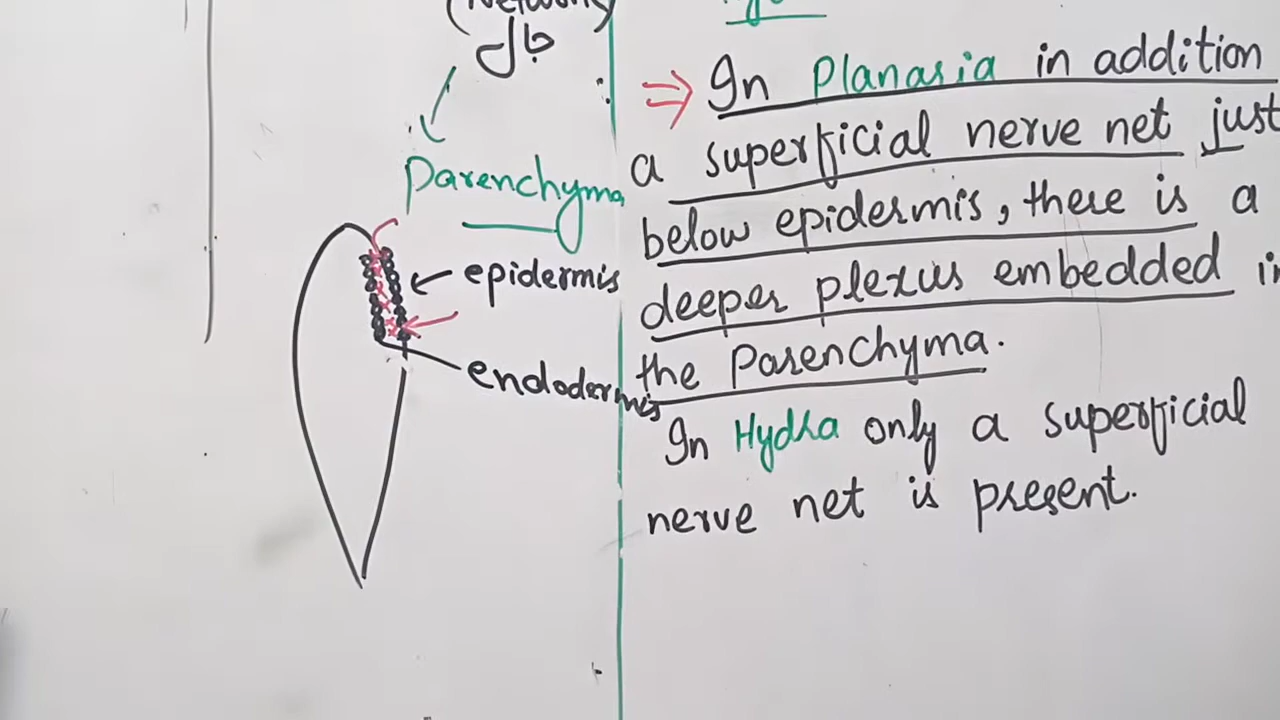 (Network)
جال
Parenchyma
epidermis
endodermis
⇒ In Planaria in addition
a superficial nerve net just
below epidermis, there is a
deeper plexus embedded in
the Parenchyma.
In Hydra only a superficial
nerve net is present.